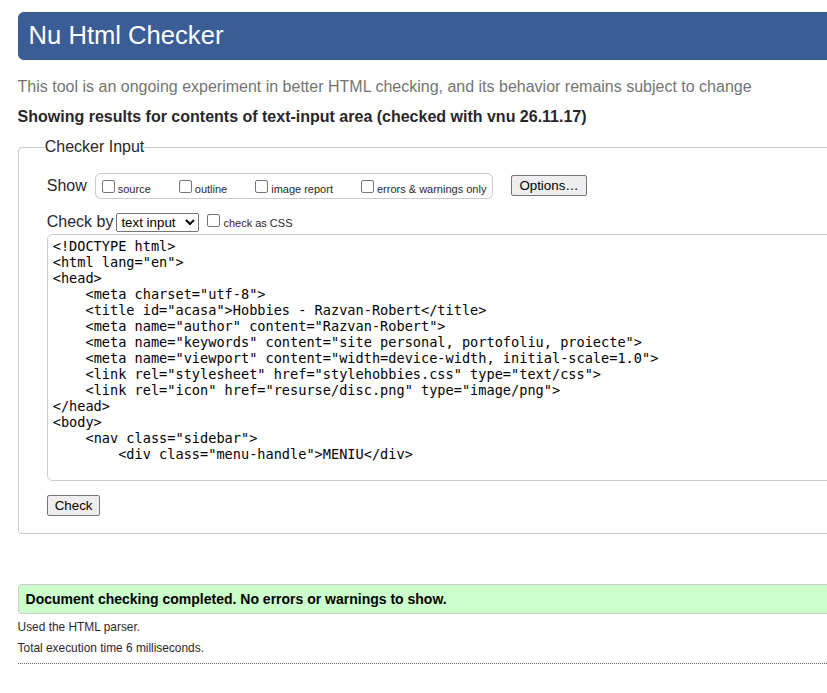 Nu Html Checker
This tool is an ongoing experiment in better HTML checking, and its behavior remains subject to change
Showing results for contents of text-input area (checked with vnu 26.11.17)
Checker Input
Show source outline image report errors & warnings only Options…
Check by text input check as CSS
<!DOCTYPE html>
<html lang="en">
<head>
    <meta charset="utf-8">
    <title id="acasa">Hobbies - Razvan-Robert</title>
    <meta name="author" content="Razvan-Robert">
    <meta name="keywords" content="site personal, portofoliu, proiecte">
    <meta name="viewport" content="width=device-width, initial-scale=1.0">
    <link rel="stylesheet" href="stylehobbies.css" type="text/css">
    <link rel="icon" href="resurse/disc.png" type="image/png">
</head>
<body>
    <nav class="sidebar">
        <div class="menu-handle">MENIU</div>
Check
Document checking completed. No errors or warnings to show.
Used the HTML parser.
Total execution time 6 milliseconds.